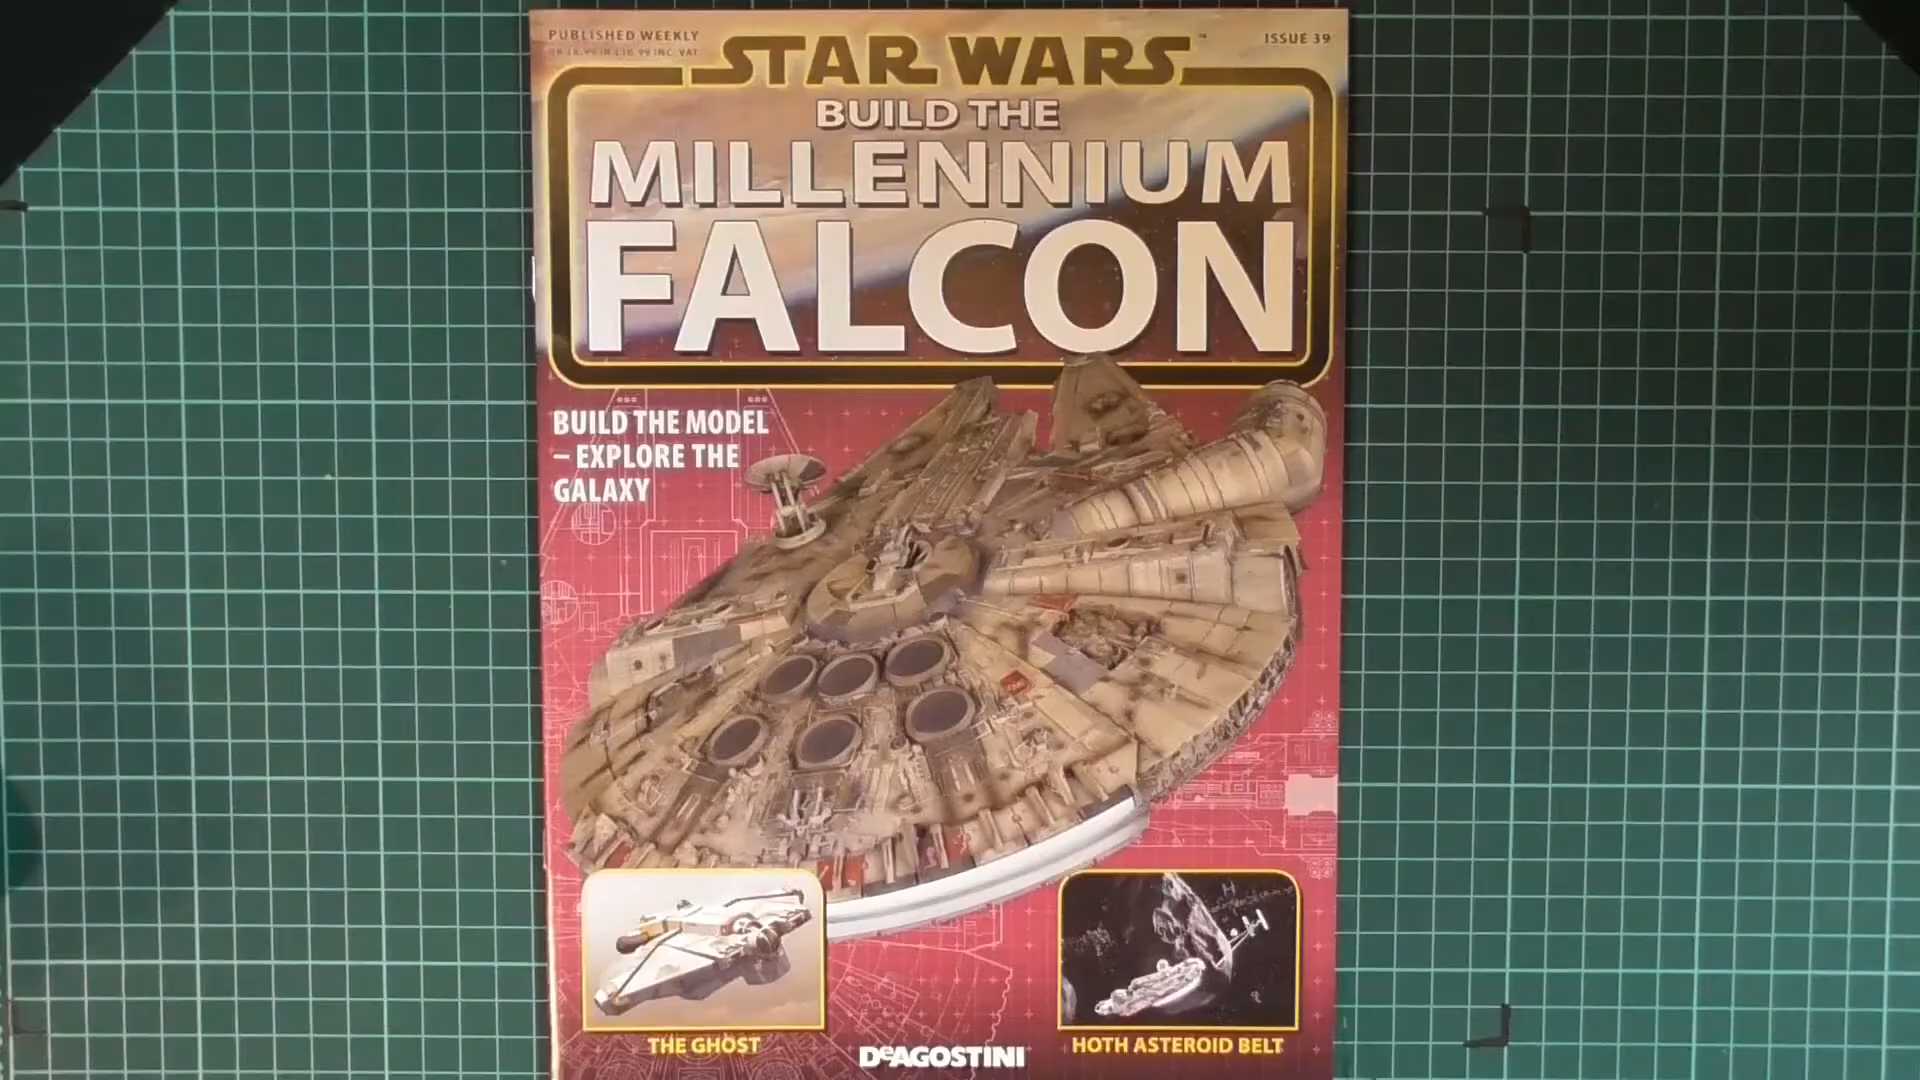 PUBLISHED WEEKLY
ISSUE 39
STAR WARS
BUILD THE
MILLENNIUM
FALCON
BUILD THE MODEL
– EXPLORE THE
GALAXY
THE GHOST
HOTH ASTEROID BELT
DeAGOSTINI